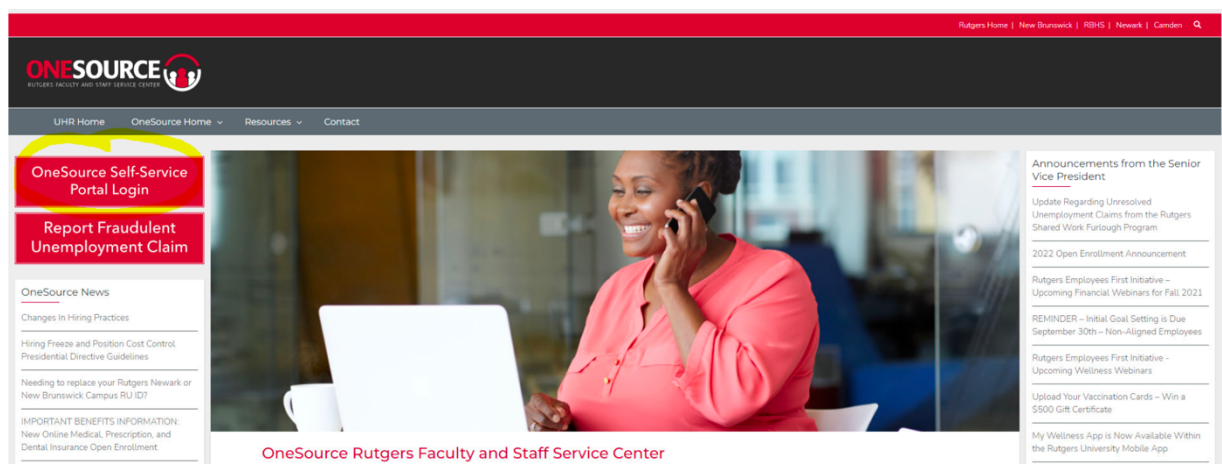 Rutgers Home | New Brunswick | RBHS | Newark | Camden
ONESOURCE
RUTGERS FACULTY AND STAFF SERVICE CENTER
UHR Home OneSource Home Resources Contact
OneSource Self-Service
Portal Login
Report Fraudulent
Unemployment Claim
OneSource News
Changes In Hiring Practices
Hiring Freeze and Position Cost Control
Presidential Directive Guidelines
Needing to replace your Rutgers Newark or
New Brunswick Campus RU ID?
IMPORTANT BENEFITS INFORMATION:
New Online Medical, Prescription, and
Dental Insurance Open Enrollment
OneSource Rutgers Faculty and Staff Service Center
Announcements from the Senior
Vice President
Update Regarding Unresolved
Unemployment Claims from the Rutgers
Shared Work Furlough Program
2022 Open Enrollment Announcement
Rutgers Employees First Initiative –
Upcoming Financial Webinars for Fall 2021
REMINDER – Initial Goal Setting is Due
September 30th – Non-Aligned Employees
Rutgers Employees First Initiative -
Upcoming Wellness Webinars
Upload Your Vaccination Cards – Win a
$500 Gift Certificate
My Wellness App is Now Available Within
the Rutgers University Mobile App